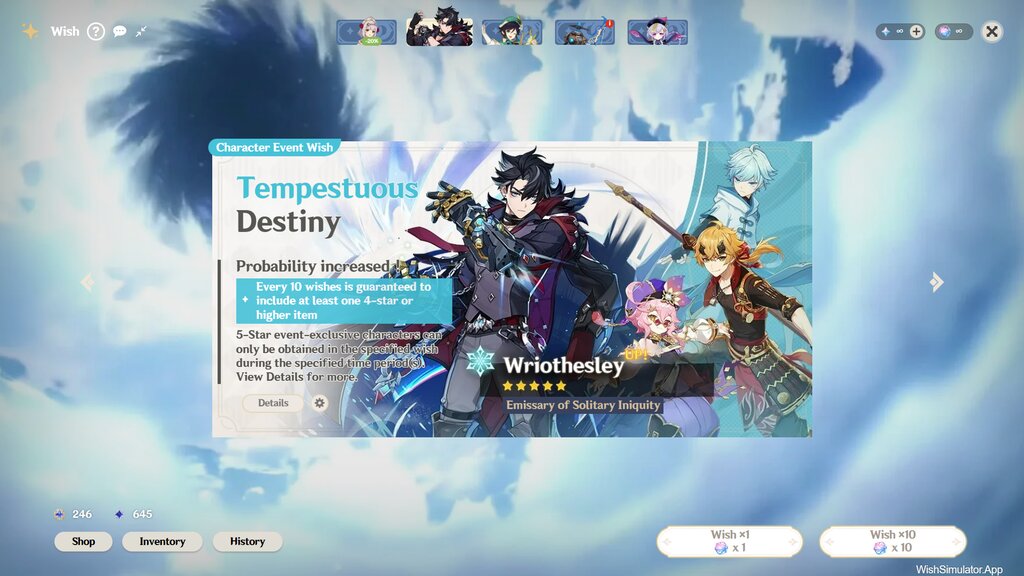 Wish
?
-20%
!
∞
+
∞
Character Event Wish
Tempestuous
Destiny
Probability increased!
Every 10 wishes is guaranteed to
include at least one 4-star or
higher item
5-Star event-exclusive characters can
only be obtained in the specified wish
during the specified time period(s).
View Details for more.
Details
UP!
Wriothesley
Emissary of Solitary Iniquity
246
645
Shop
Inventory
History
Wish ×1
x 1
Wish ×10
x 10
WishSimulator.App